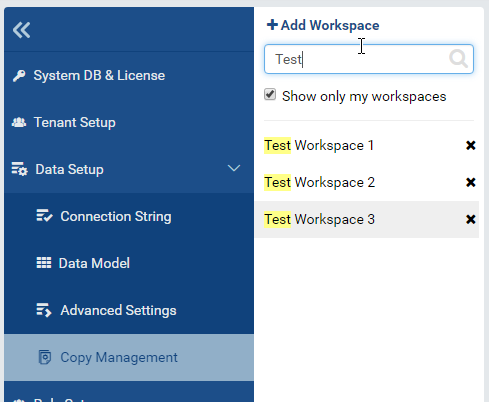 System DB & License
Tenant Setup
Data Setup
Connection String
Data Model
Advanced Settings
Copy Management
+ Add Workspace
Test
Show only my workspaces
Test Workspace 1
Test Workspace 2
Test Workspace 3